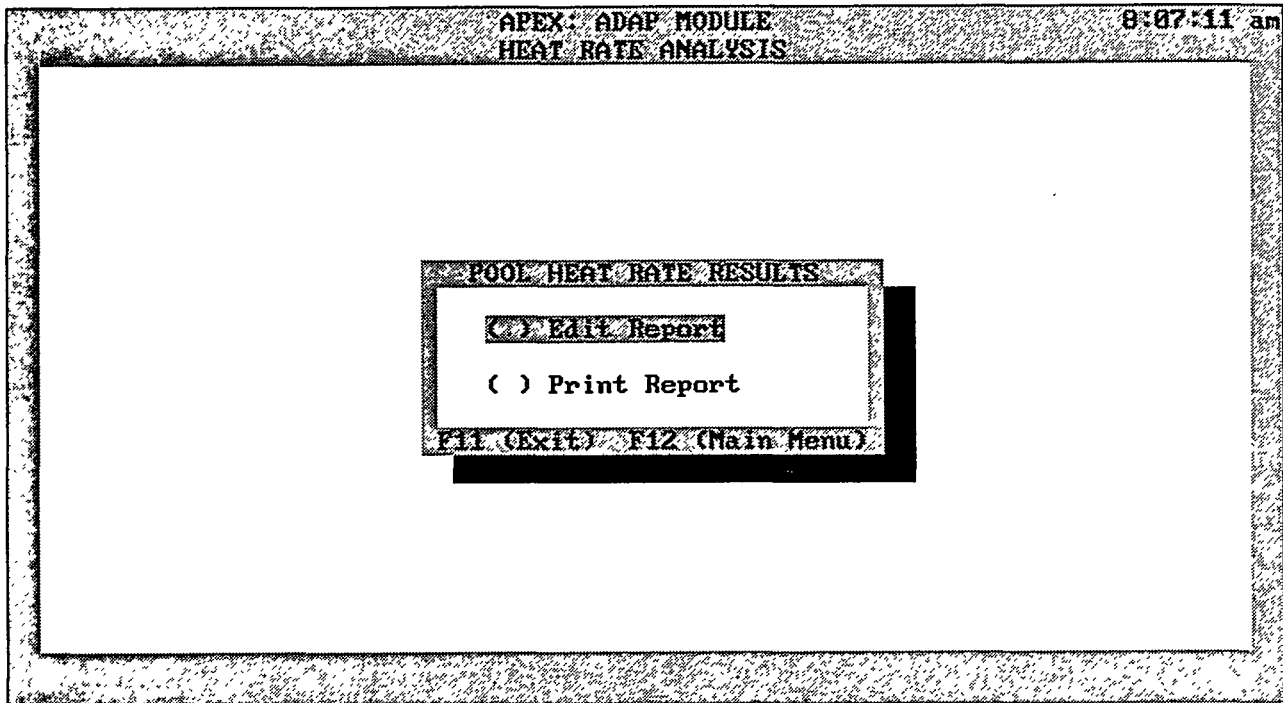 APEX: ADAP MODULE 8:07:11 am
HEAT RATE ANALYSIS
POOL HEAT RATE RESULTS
(.) Edit Report
( ) Print Report
F11 (Exit) F12 (Main Menu)